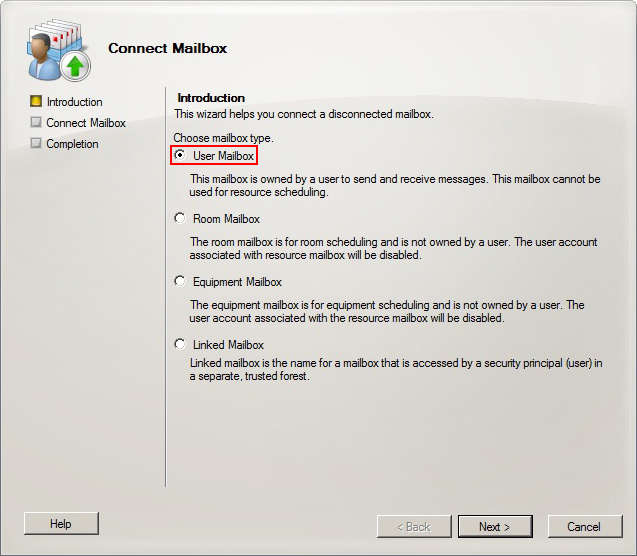 Connect Mailbox
Introduction
Connect Mailbox
Completion
Introduction
This wizard helps you connect a disconnected mailbox.
Choose mailbox type.
User Mailbox
This mailbox is owned by a user to send and receive messages. This mailbox cannot be
used for resource scheduling.
Room Mailbox
The room mailbox is for room scheduling and is not owned by a user. The user account
associated with resource mailbox will be disabled.
Equipment Mailbox
The equipment mailbox is for equipment scheduling and is not owned by a user. The
user account associated with the resource mailbox will be disabled.
Linked Mailbox
Linked mailbox is the name for a mailbox that is accessed by a security principal (user) in
a separate, trusted forest.
Help
< Back
Next >
Cancel